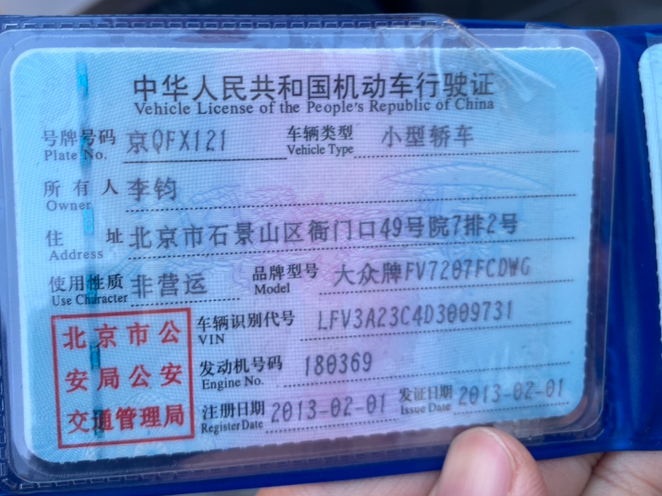 中华人民共和国机动车行驶证
Vehicle License of the People's Republic of China
号牌号码 京QFX121 车辆类型 小型轿车
Plate No. Vehicle Type
所有人 李钧
Owner
住址 北京市石景山区衙门口49号院7排2号
Address
使用性质 非营运 品牌型号 大众牌FV7207FCDWG
Use Character Model
北京市公
安局公安
交通管理局
车辆识别代号 LFV3A23C4D3009731
VIN
发动机号码 180369
Engine No.
注册日期 2013-02-01 发证日期 2013-02-01
Register Date Issue Date